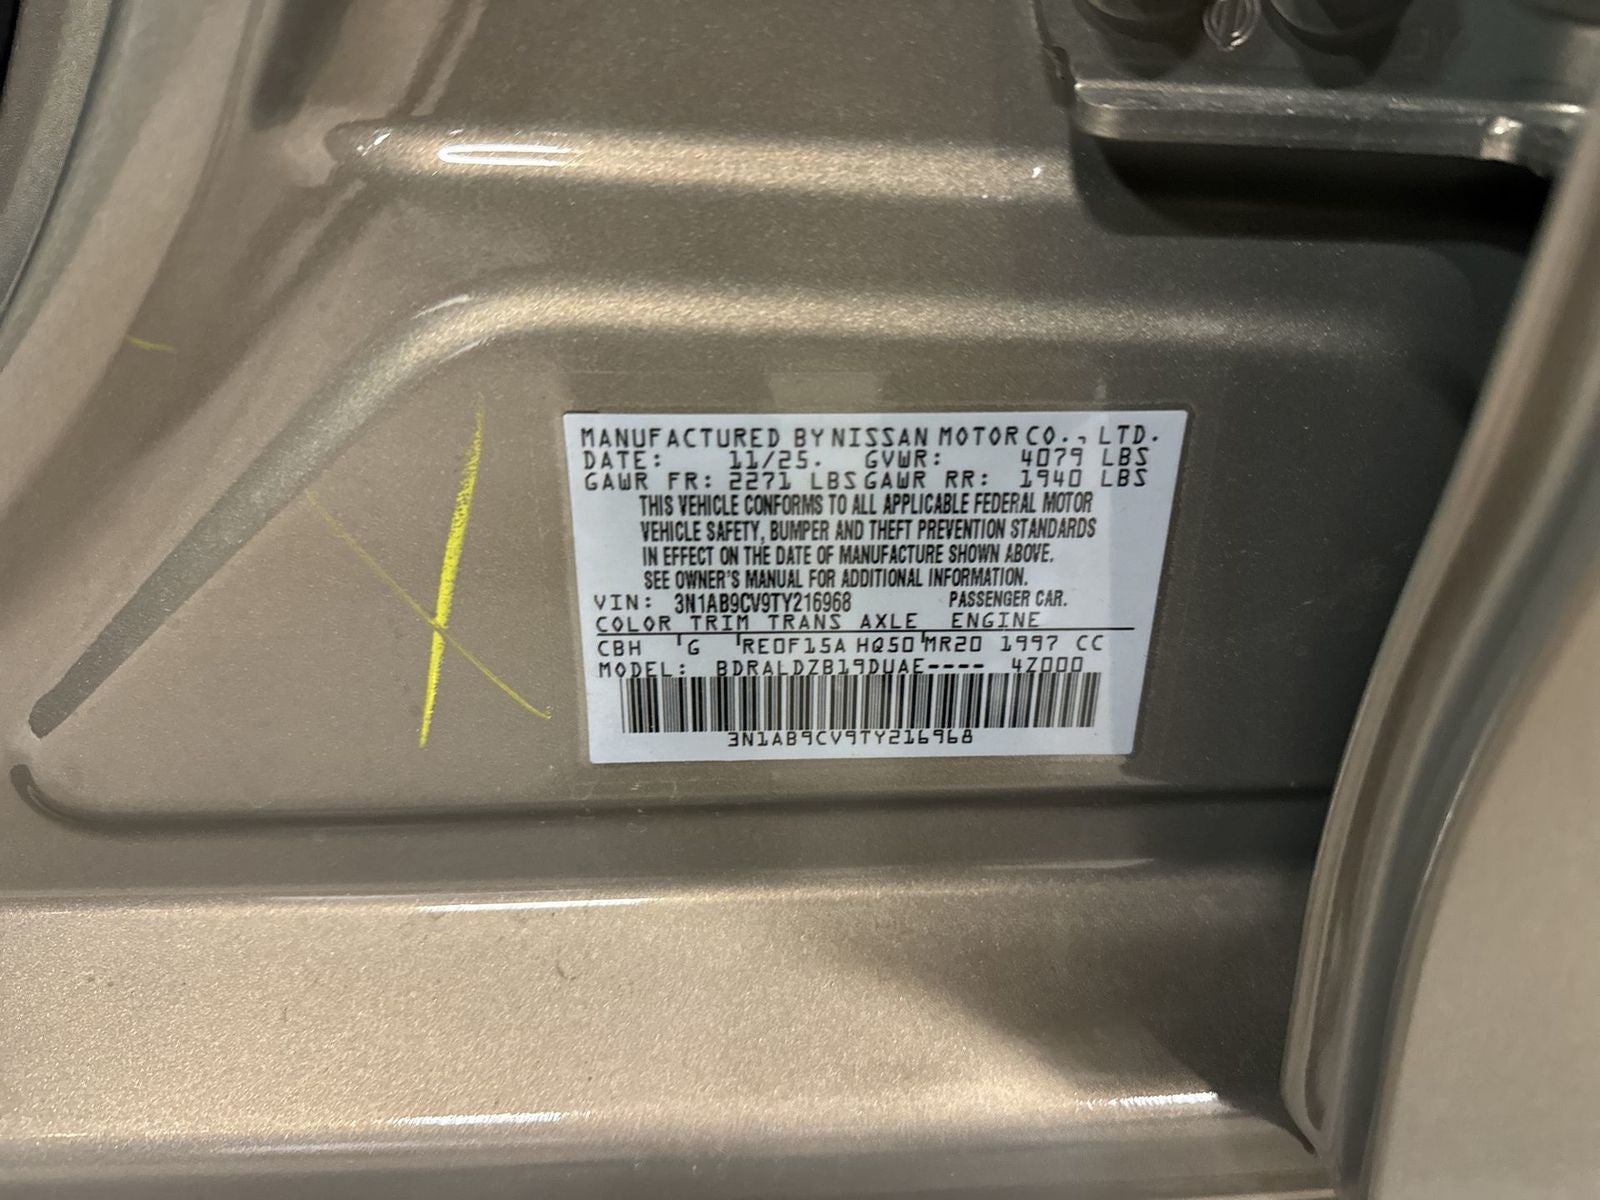 MANUFACTURED BY NISSAN MOTOR CO., LTD.
DATE: 11/25. GVWR: 4079 LBS
GAWR FR: 2271 LBS GAWR RR: 1940 LBS
THIS VEHICLE CONFORMS TO ALL APPLICABLE FEDERAL MOTOR
VEHICLE SAFETY, BUMPER AND THEFT PREVENTION STANDARDS
IN EFFECT ON THE DATE OF MANUFACTURE SHOWN ABOVE.
SEE OWNER'S MANUAL FOR ADDITIONAL INFORMATION.
VIN: 3N1AB9CV9TY216968 PASSENGER CAR.
COLOR TRIM TRANS AXLE ENGINE
CBH G RE0F15A HQ50 MR20 1997 CC
MODEL: BDRALDZB19DUAE---- 4Z000
3N1AB9CV9TY216968